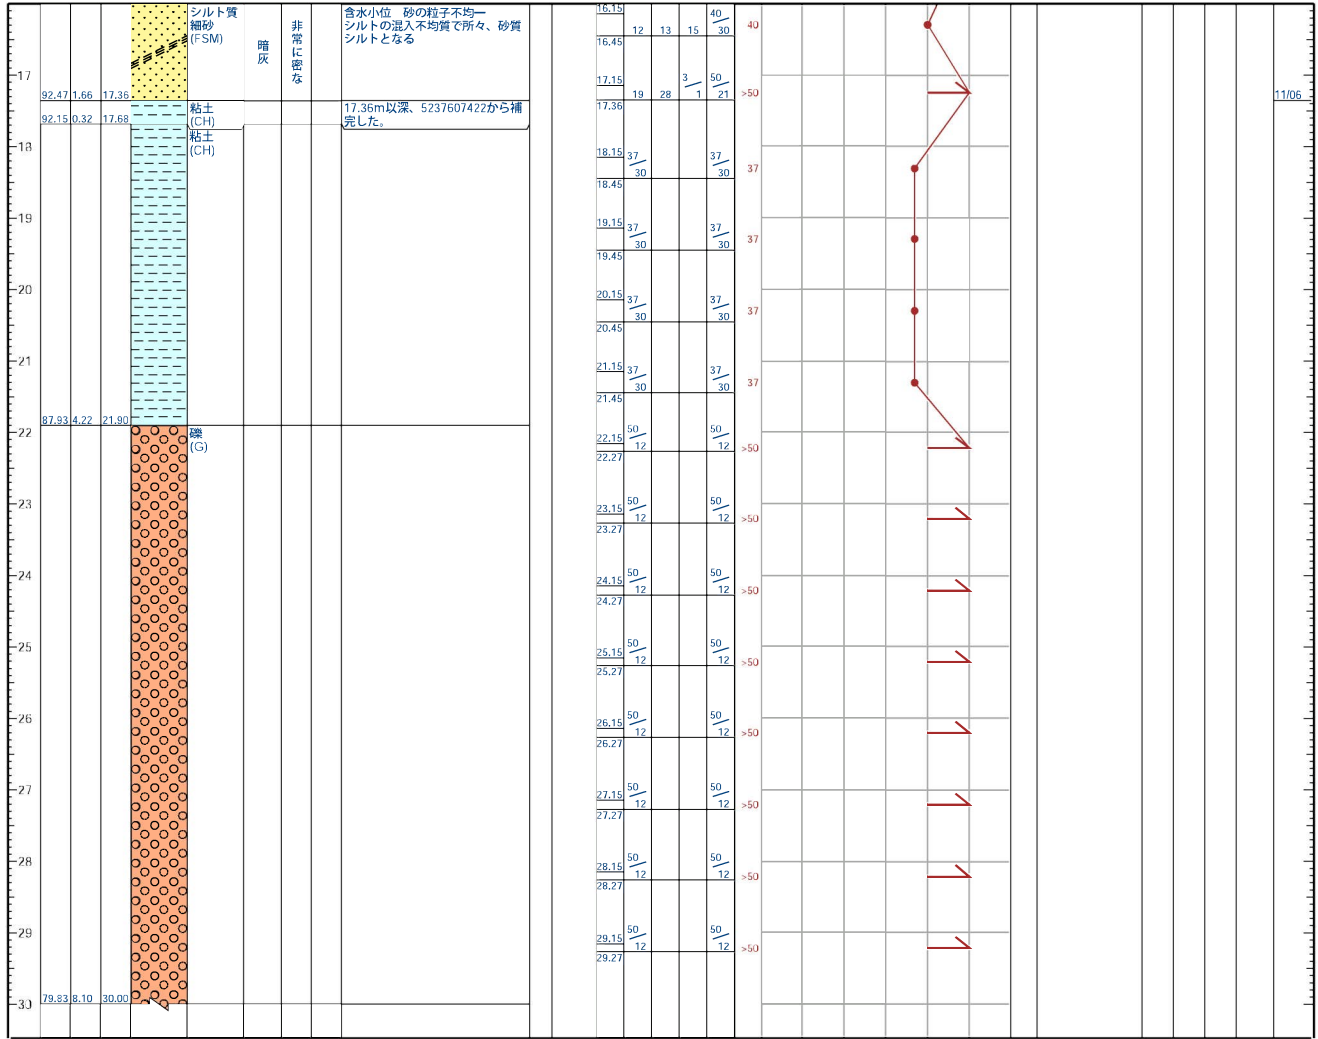 シルト質
細砂
(FSM)
暗灰
非常に密な
含水小位　砂の粒子不均一
シルトの混入不均質で所々、砂質
シルトとなる
16.15 40
12 13 15 30
16.45
40
17
17.15 3 50
19 28 1 21
17.36
>50
11/06
92.47 1.66 17.36
粘土
(CH)
17.36m以深、5237607422から補
完した。
92.15 0.32 17.68
粘土
(CH)
18
18.15 37 37
30 30
18.45
37
19
19.15 37 37
30 30
19.45
37
20
20.15 37 37
30 30
20.45
37
21
21.15 37 37
30 30
21.45
37
87.93 4.22 21.90
22
礫
(G)
22.15 50 50
12 12
22.27
>50
23
23.15 50 50
12 12
23.27
>50
24
24.15 50 50
12 12
24.27
>50
25
25.15 50 50
12 12
25.27
>50
26
26.15 50 50
12 12
26.27
>50
27
27.15 50 50
12 12
27.27
>50
28
28.15 50 50
12 12
28.27
>50
29
29.15 50 50
12 12
29.27
>50
30
79.83 8.10 30.00